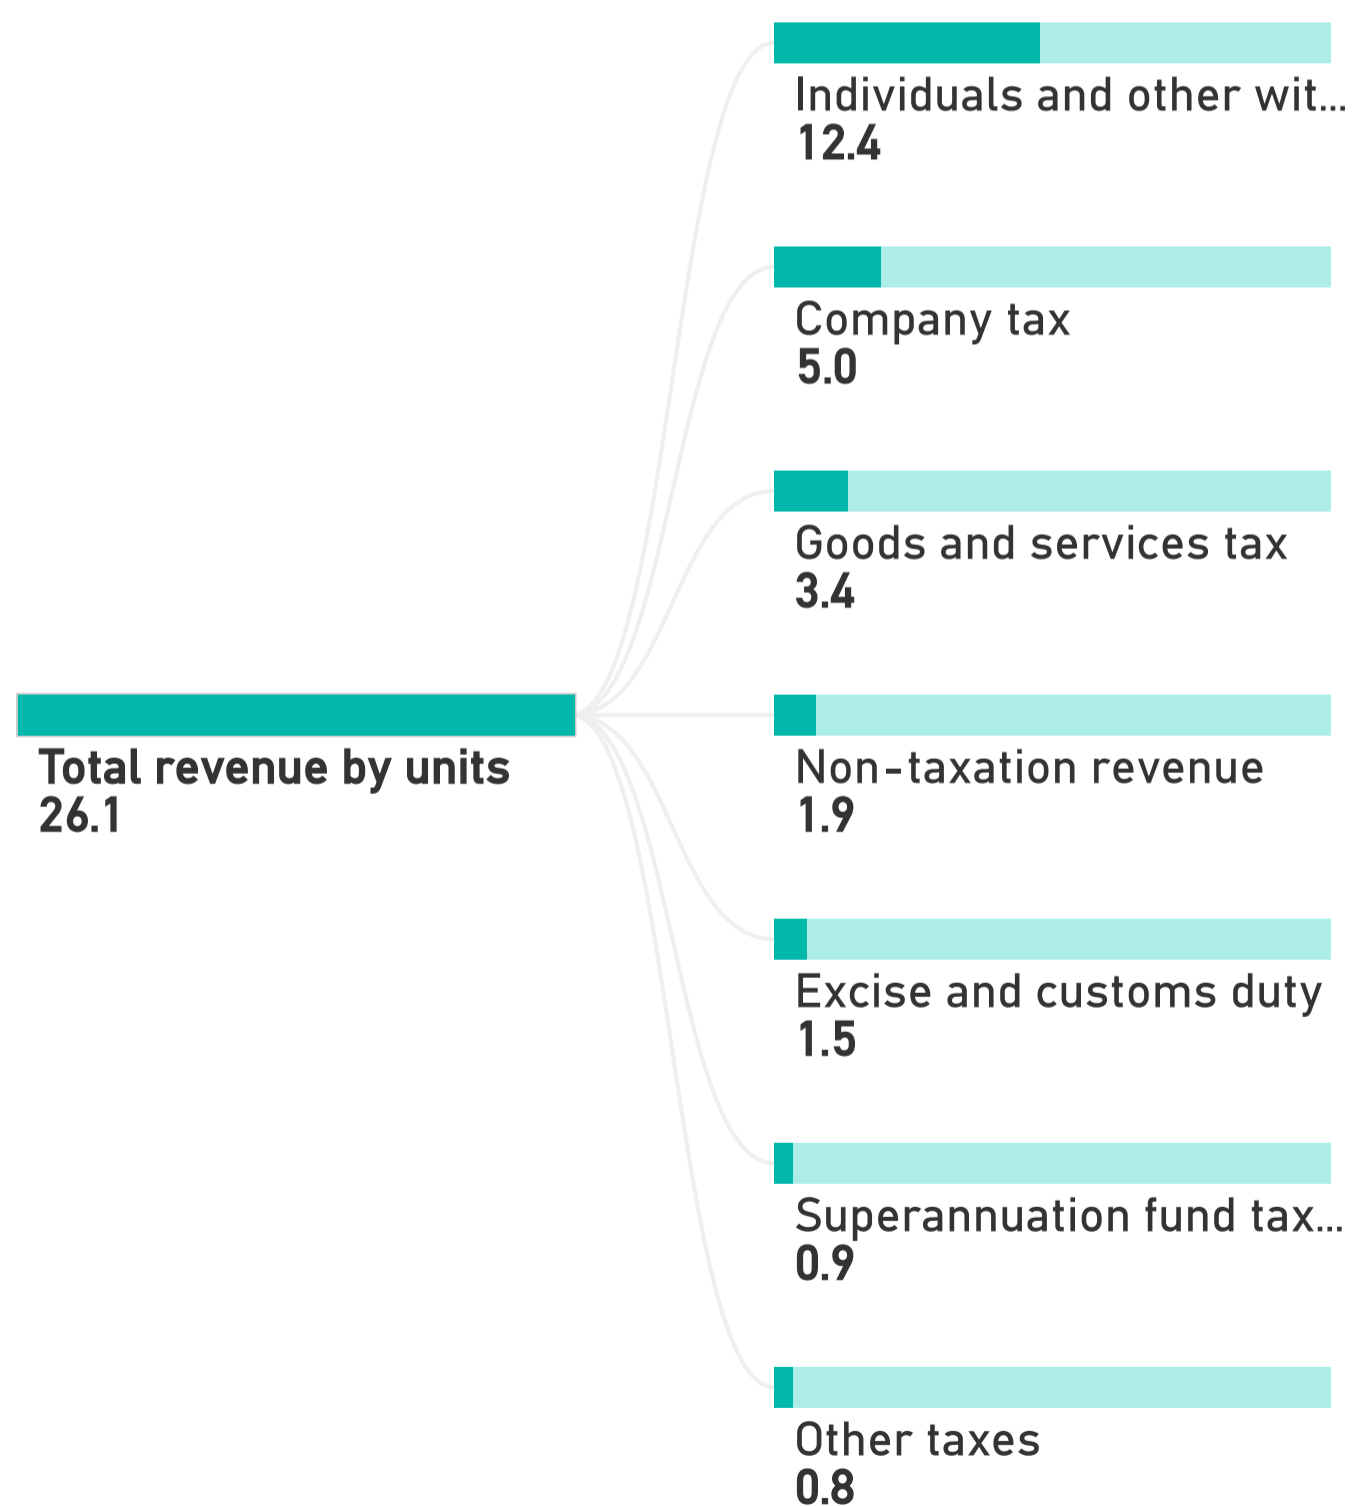 Individuals and other wit...
12.4
Company tax
5.0
Goods and services tax
3.4
Total revenue by units
26.1
Non-taxation revenue
1.9
Excise and customs duty
1.5
Superannuation fund tax...
0.9
Other taxes
0.8